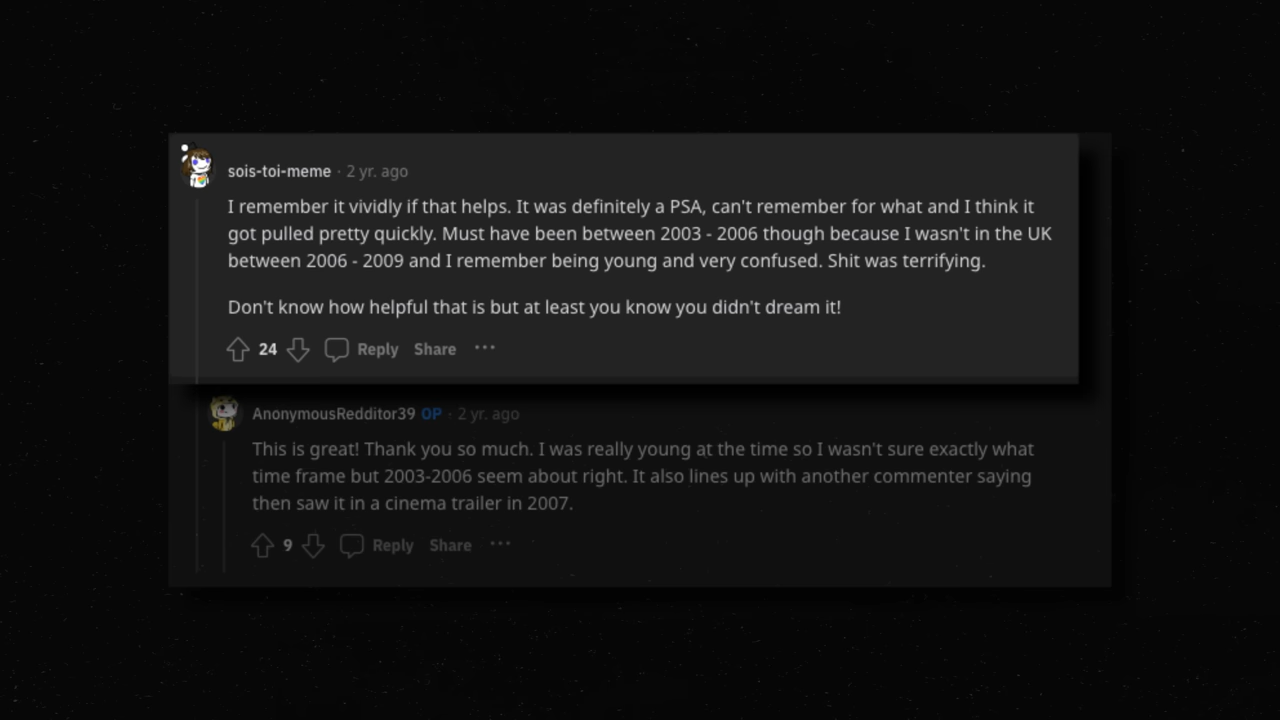 sois-toi-meme · 2 yr. ago
I remember it vividly if that helps. It was definitely a PSA, can't remember for what and I think it
got pulled pretty quickly. Must have been between 2003 - 2006 though because I wasn't in the UK
between 2006 - 2009 and I remember being young and very confused. Shit was terrifying.
Don't know how helpful that is but at least you know you didn't dream it!
24 Reply Share ···
AnonymousRedditor39 OP · 2 yr. ago
This is great! Thank you so much. I was really young at the time so I wasn't sure exactly what
time frame but 2003-2006 seem about right. It also lines up with another commenter saying
then saw it in a cinema trailer in 2007.
9 Reply Share ···